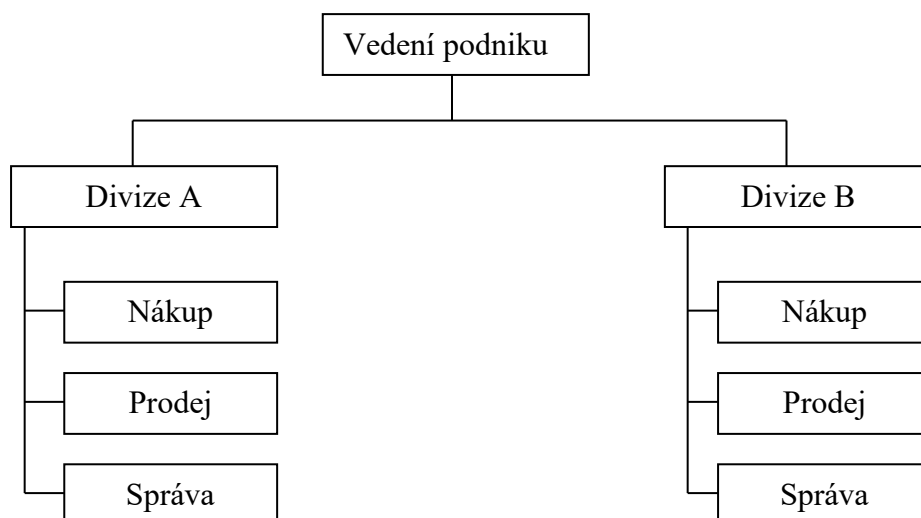 Vedení podniku
Divize A
Divize B
Nákup
Nákup
Prodej
Prodej
Správa
Správa